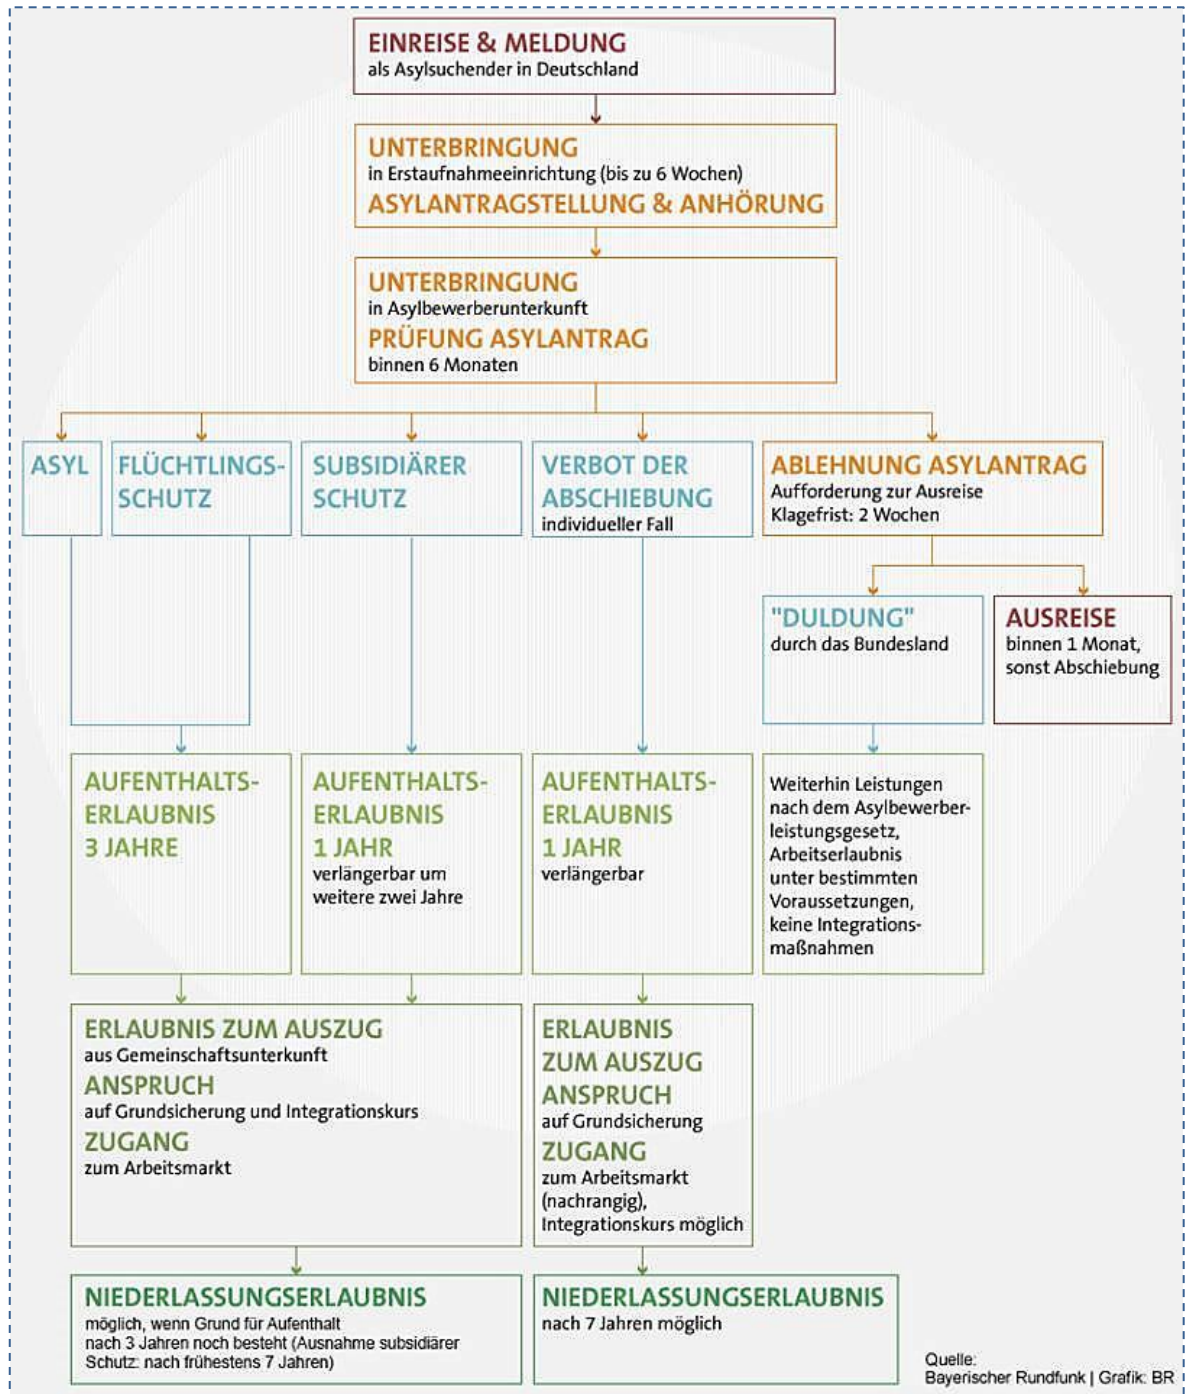 EINREISE & MELDUNG
als Asylsuchender in Deutschland
UNTERBRINGUNG
in Erstaufnahmeeinrichtung (bis zu 6 Wochen)
ASYLANTRAGSTELLUNG & ANHÖRUNG
UNTERBRINGUNG
in Asylbewerberunterkunft
PRÜFUNG ASYLANTRAG
binnen 6 Monaten
ASYL
FLÜCHTLINGS-
SCHUTZ
SUBSIDIÄRER
SCHUTZ
VERBOT DER
ABSCHIEBUNG
individueller Fall
ABLEHNUNG ASYLANTRAG
Aufforderung zur Ausreise
Klagefrist: 2 Wochen
"DULDUNG"
durch das Bundesland
AUSREISE
binnen 1 Monat,
sonst Abschiebung
AUFENTHALTS-
ERLAUBNIS
3 JAHRE
AUFENTHALTS-
ERLAUBNIS
1 JAHR
verlängerbar um
weitere zwei Jahre
AUFENTHALTS-
ERLAUBNIS
1 JAHR
verlängerbar
Weiterhin Leistungen
nach dem Asylbewerber-
leistungsgesetz,
Arbeitserlaubnis
unter bestimmten
Voraussetzungen,
keine Integrations-
maßnahmen
ERLAUBNIS ZUM AUSZUG
aus Gemeinschaftsunterkunft
ANSPRUCH
auf Grundsicherung und Integrationskurs
ZUGANG
zum Arbeitsmarkt
ERLAUBNIS
ZUM AUSZUG
ANSPRUCH
auf Grundsicherung
ZUGANG
zum Arbeitsmarkt
(nachrangig),
Integrationskurs möglich
NIEDERLASSUNGSERLAUBNIS
möglich, wenn Grund für Aufenthalt
nach 3 Jahren noch besteht (Ausnahme subsidiärer
Schutz: nach frühestens 7 Jahren)
NIEDERLASSUNGSERLAUBNIS
nach 7 Jahren möglich
Quelle:
Bayerischer Rundfunk | Grafik: BR